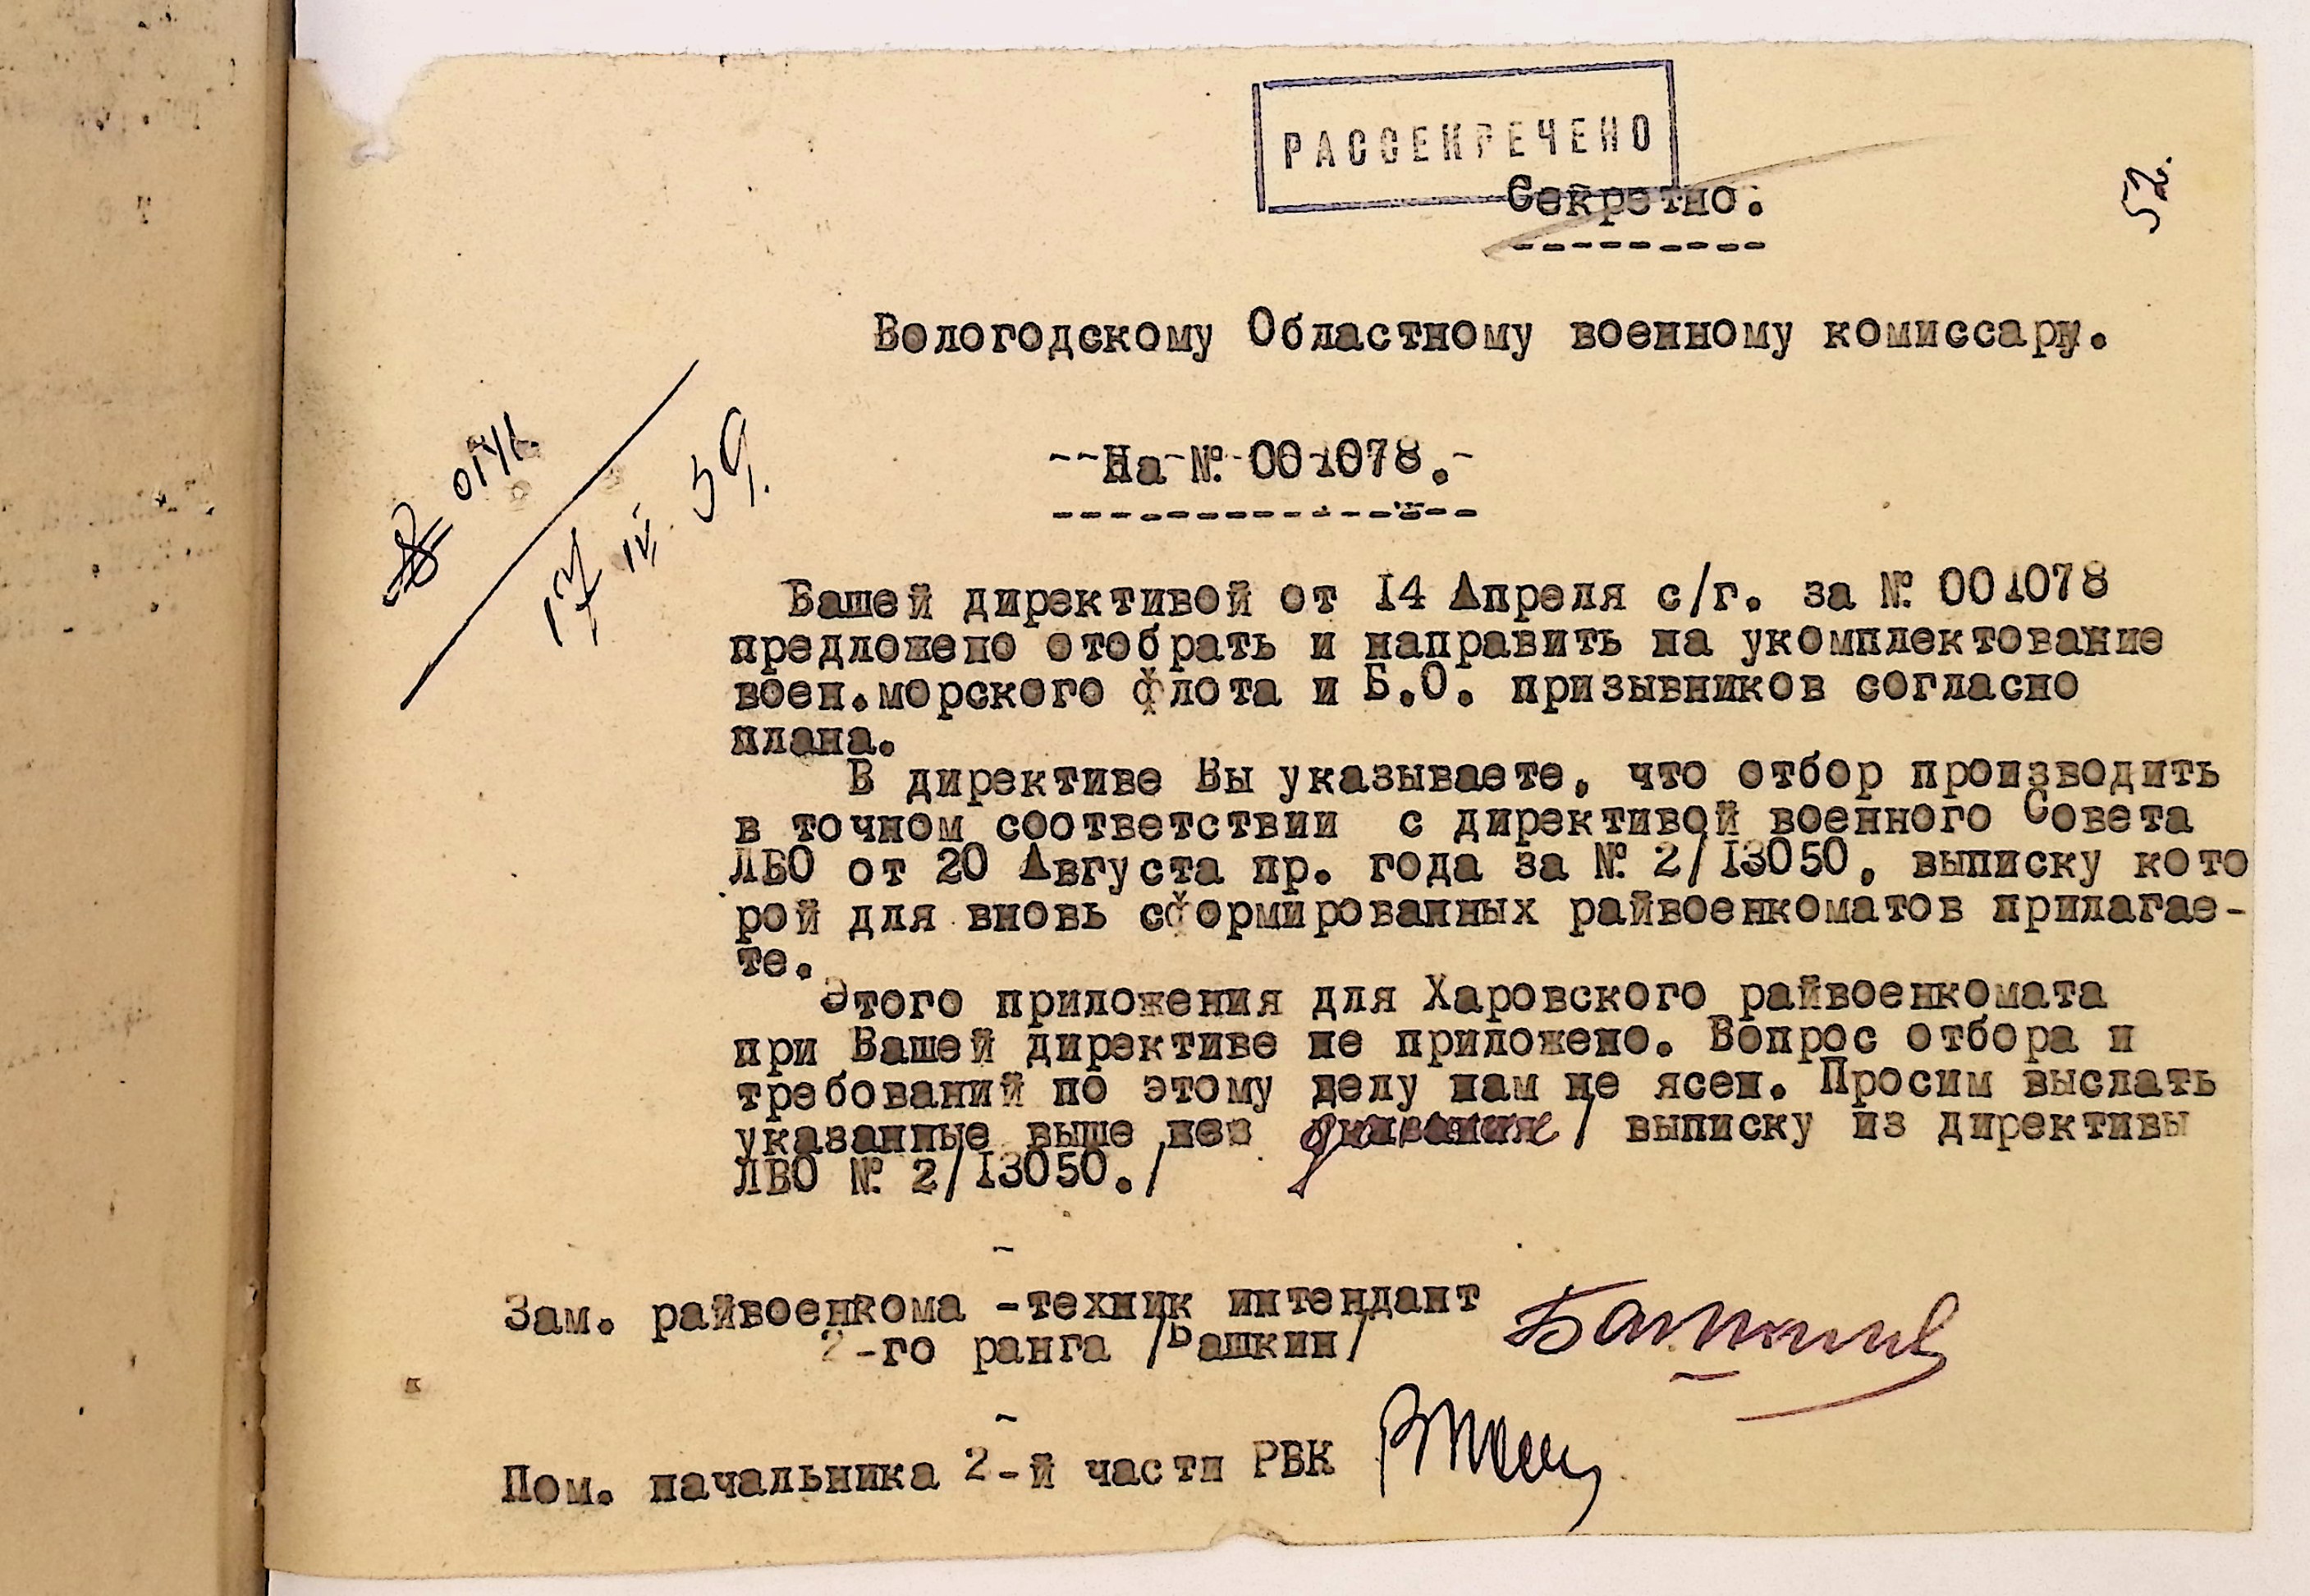 РАССЕКРЕЧЕНО
Секретно.
52.
Вологодскому Областному военному комиссару.
На № 001078.
17 IV 39.
Вашей директивой от 14 Апреля с/г. за № 001078
предложено отобрать и направить на укомплектование
воен.морского флота и Б.О. призывников согласно
плана.
В директиве Вы указываете, что отбор производить
в точном соответствии с директивой военного Совета
ЛВО от 20 Августа пр. года за № 2/13050, выписку кото
рой для вновь сформированных райвоенкоматов прилагае-
те.
Этого приложения для Харовского райвоенкомата
при Вашей директиве не приложено. Вопрос отбора и
требований по этому делу нам не ясен. Просим выслать
указанные выше / выписку из директивы
ЛВО № 2/13050./
Зам. райвоенкома -техник интендант
2-го ранга /Башкин/
Пом. начальника 2-й части РВК